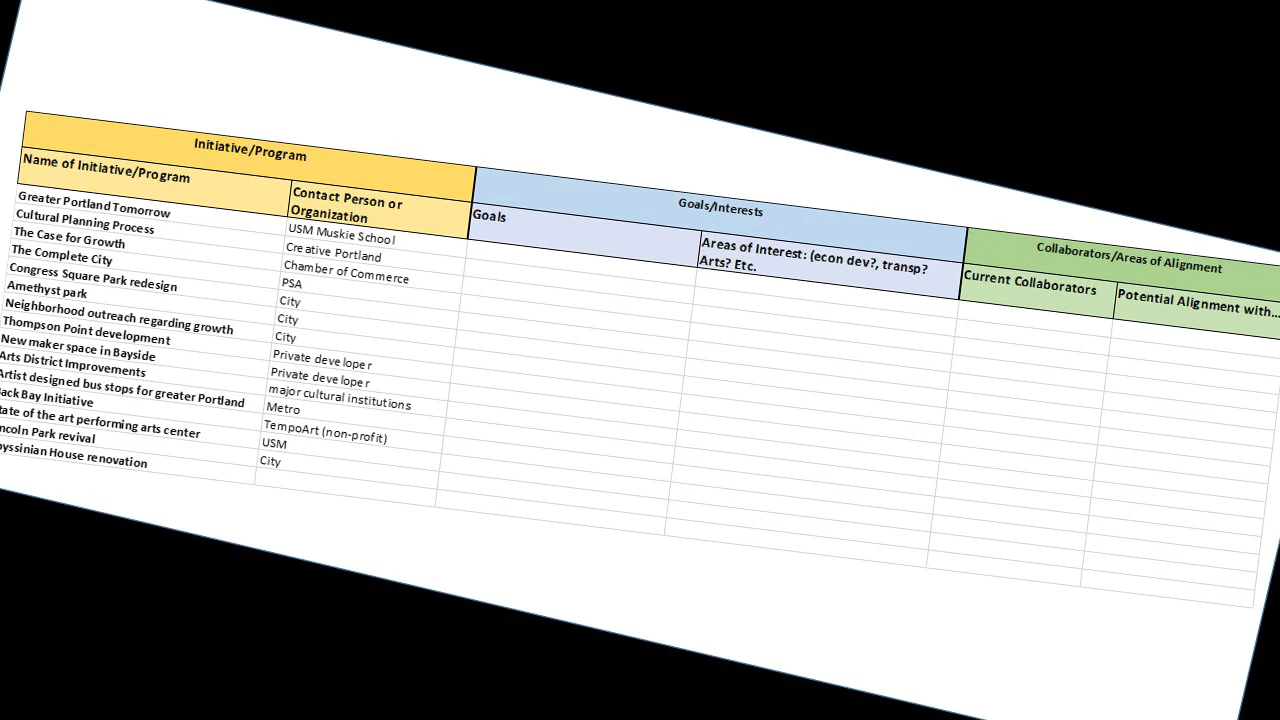 Initiative/Program
Goals/Interests
Collaborators/Areas of Alignment
Name of Initiative/Program
Contact Person or
Organization
Goals
Areas of Interest: (econ dev?, transp?
Arts? Etc.
Current Collaborators
Potential Alignment with...
Greater Portland Tomorrow USM Muskie School
Cultural Planning Process Creative Portland
The Case for Growth Chamber of Commerce
The Complete City PSA
Congress Square Park redesign City
Amethyst park City
Neighborhood outreach regarding growth City
Thompson Point development Private developer
New maker space in Bayside Private developer
Arts District Improvements major cultural institutions
Artist designed bus stops for greater Portland Metro
Bay Initiative TempoArt (non-profit)
of the art performing arts center USM
Park revival City
House renovation